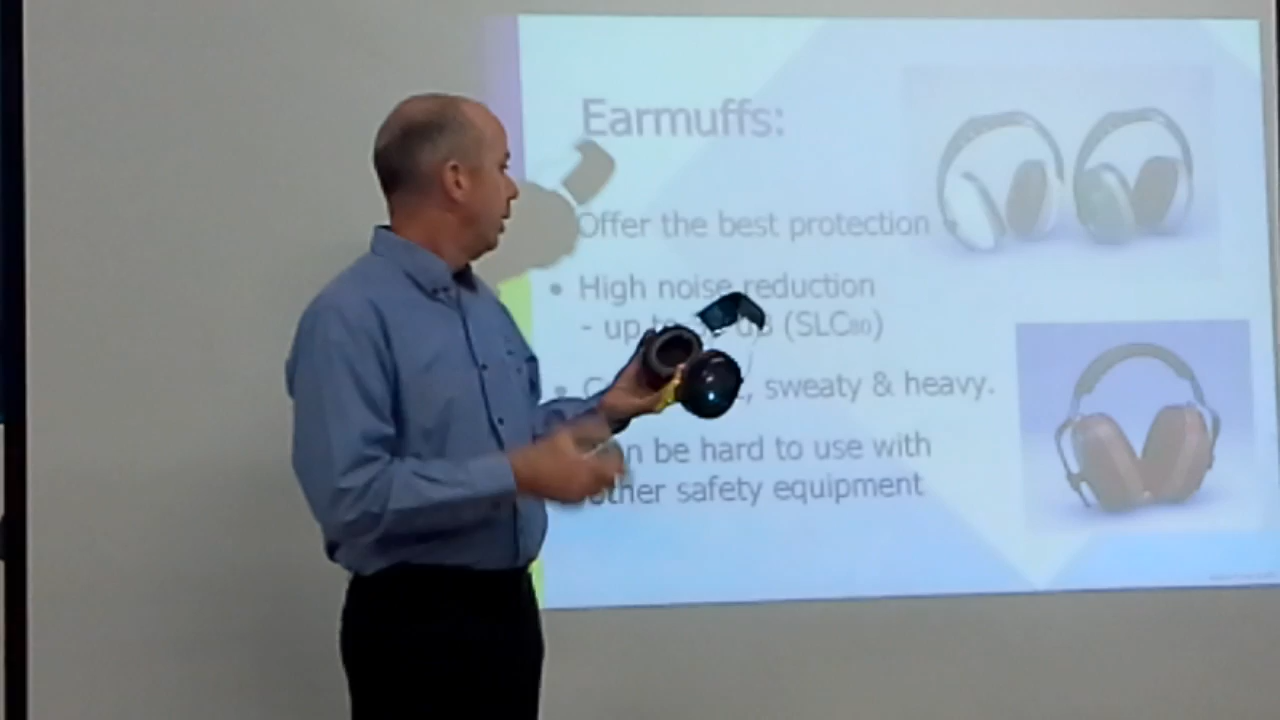 Earmuffs:
Offer the best protection
• High noise reduction
- up to (SLC80)
• sweaty & heavy.
be hard to use with
other safety equipment